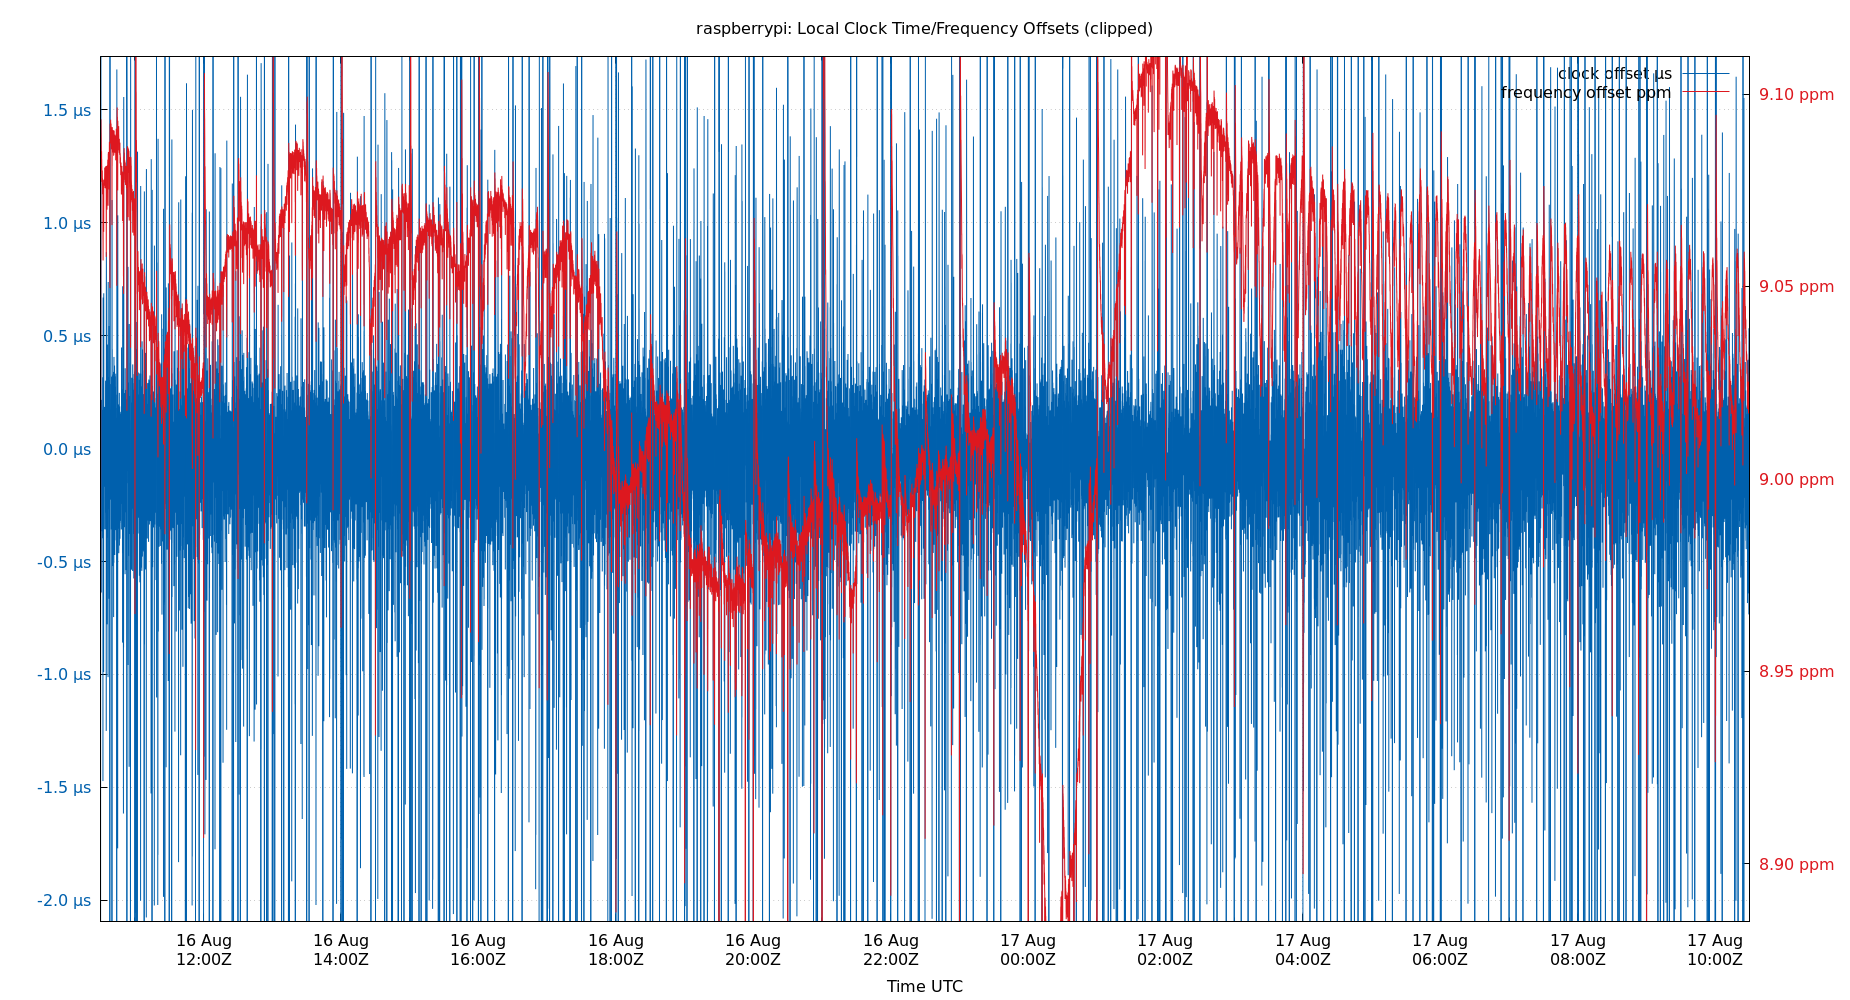 raspberrypi: Local Clock Time/Frequency Offsets (clipped)
clock offset µs
frequency offset ppm
1.5 µs
1.0 µs
0.5 µs
0.0 µs
-0.5 µs
-1.0 µs
-1.5 µs
-2.0 µs
9.10 ppm
9.05 ppm
9.00 ppm
8.95 ppm
8.90 ppm
16 Aug 16 Aug 16 Aug 16 Aug 16 Aug 16 Aug 17 Aug 17 Aug 17 Aug 17 Aug 17 Aug 17 Aug
12:00Z 14:00Z 16:00Z 18:00Z 20:00Z 22:00Z 00:00Z 02:00Z 04:00Z 06:00Z 08:00Z 10:00Z
Time UTC